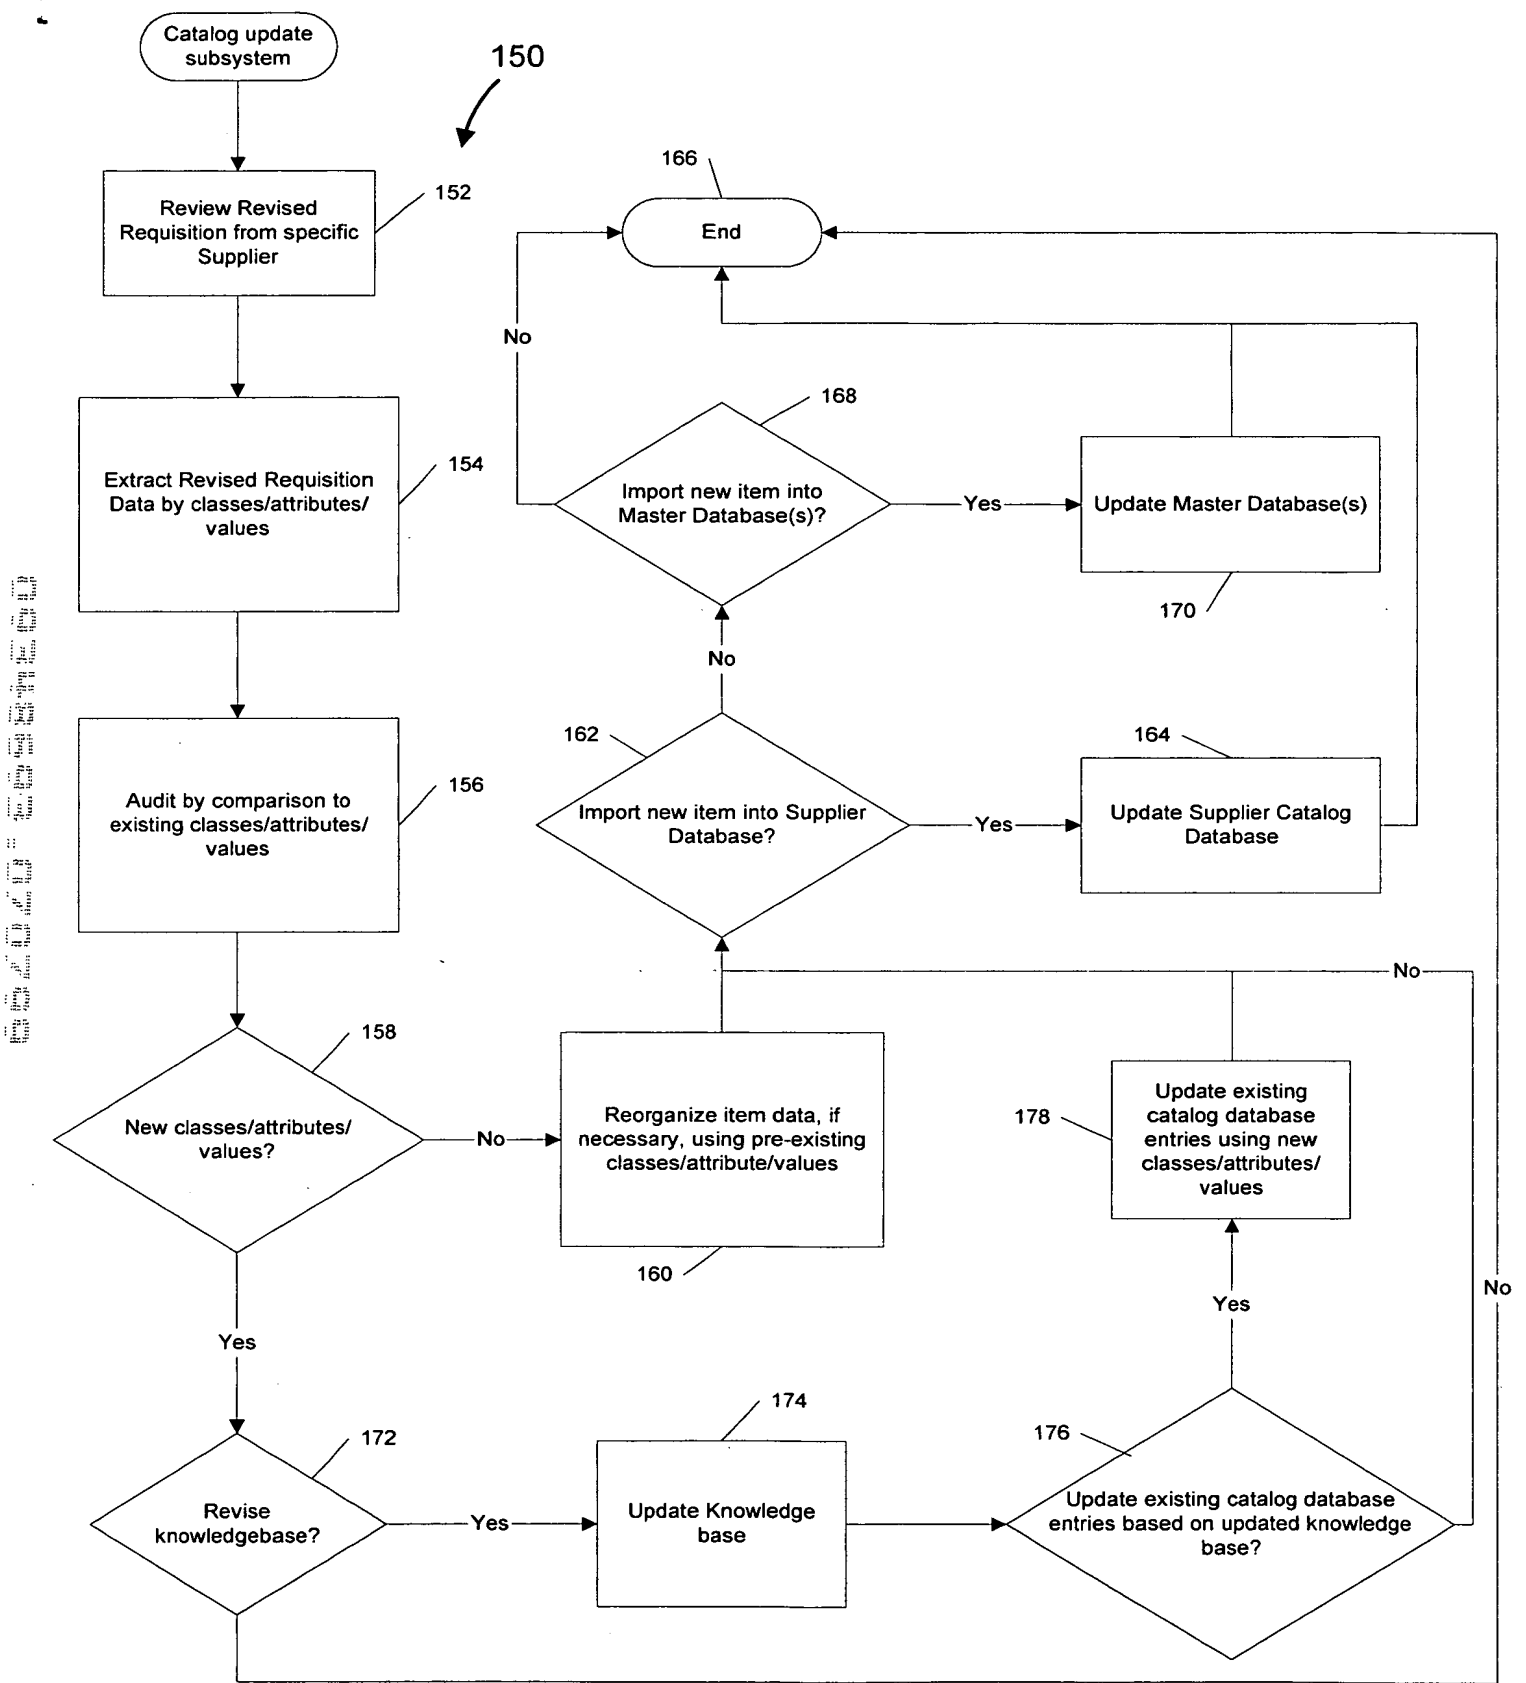 Catalog update
subsystem
150
152
Review Revised
Requisition from specific
Supplier
154
Extract Revised Requisition
Data by classes/attributes/
values
156
Audit by comparison to
existing classes/attributes/
values
158
New classes/attributes/
values?
No
Yes
160
Reorganize item data, if
necessary, using pre-existing
classes/attribute/values
162
Import new item into Supplier
Database?
Yes
No
164
Update Supplier Catalog
Database
166
End
168
Import new item into
Master Database(s)?
No
Yes
Update Master Database(s)
170
172
Revise
knowledgebase?
Yes
No
174
Update Knowledge
base
176
Update existing catalog database
entries based on updated knowledge
base?
Yes
No
178
Update existing
catalog database
entries using new
classes/attributes/
values